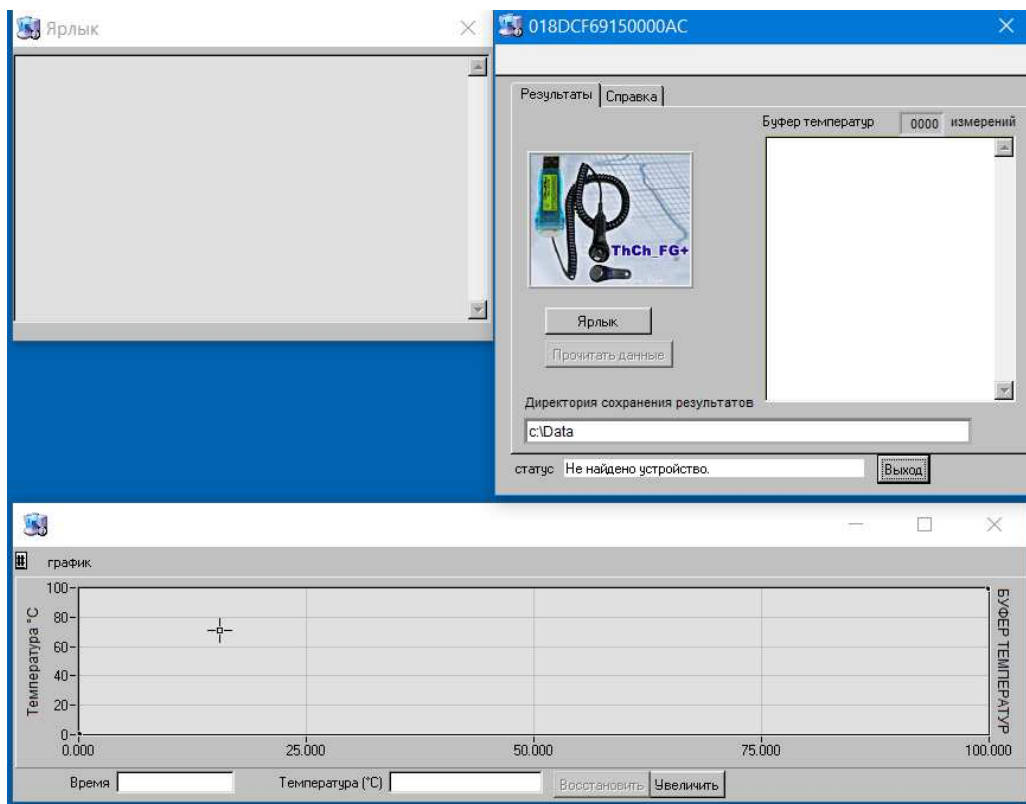 Ярлык
018DCF69150000AC
Результаты Справка
Буфер температур 0000 измерений
ThCh_FG+
Ярлык
Прочитать данные
Директория сохранения результатов
c:\Data
статус Не найдено устройство. Выход
график
Температура °C
100
80
60
40
20
0
0.000 25.000 50.000 75.000 100.000
БУФЕР ТЕМПЕРАТУР
Время Температура (°C) Восстановить Увеличить